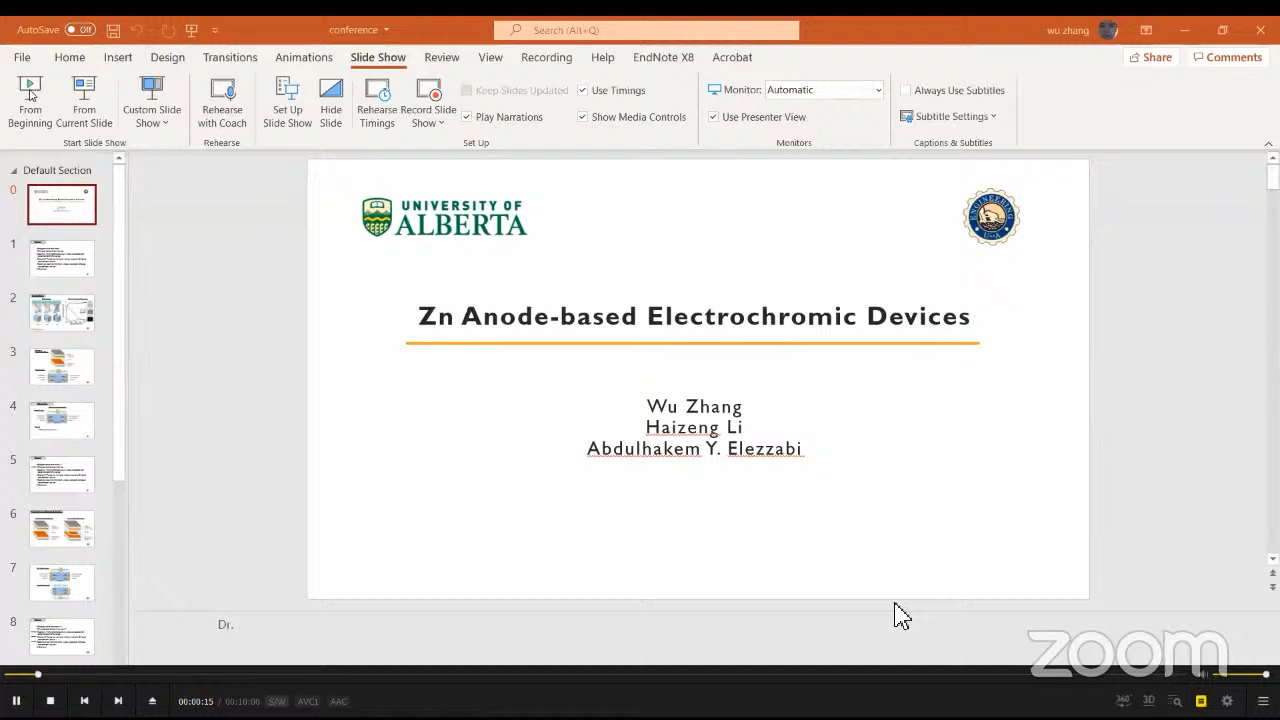 AutoSave Off
conference
Search (Alt+Q)
wu zhang
File Home Insert Design Transitions Animations Slide Show Review View Recording Help EndNote X8 Acrobat
Share Comments
From Beginning
From Current Slide
Custom Slide Show
Rehearse with Coach
Set Up Slide Show
Hide Slide
Rehearse Timings
Record Slide Show
Keep Slides Updated
Play Narrations
Use Timings
Show Media Controls
Monitor: Automatic
Use Presenter View
Always Use Subtitles
Subtitle Settings
Start Slide Show
Rehearse
Set Up
Monitors
Captions & Subtitles
Default Section
0
1
2
3
4
6
7
8
UNIVERSITY OF
ALBERTA
ENGINEERING
U of A
Zn Anode-based Electrochromic Devices
Wu Zhang
Haizeng Li
Abdulhakem Y. Elezzabi
Dr.
zoom
00:00:15 / 00:10:00 S/W AVC1 AAC
360° 3D